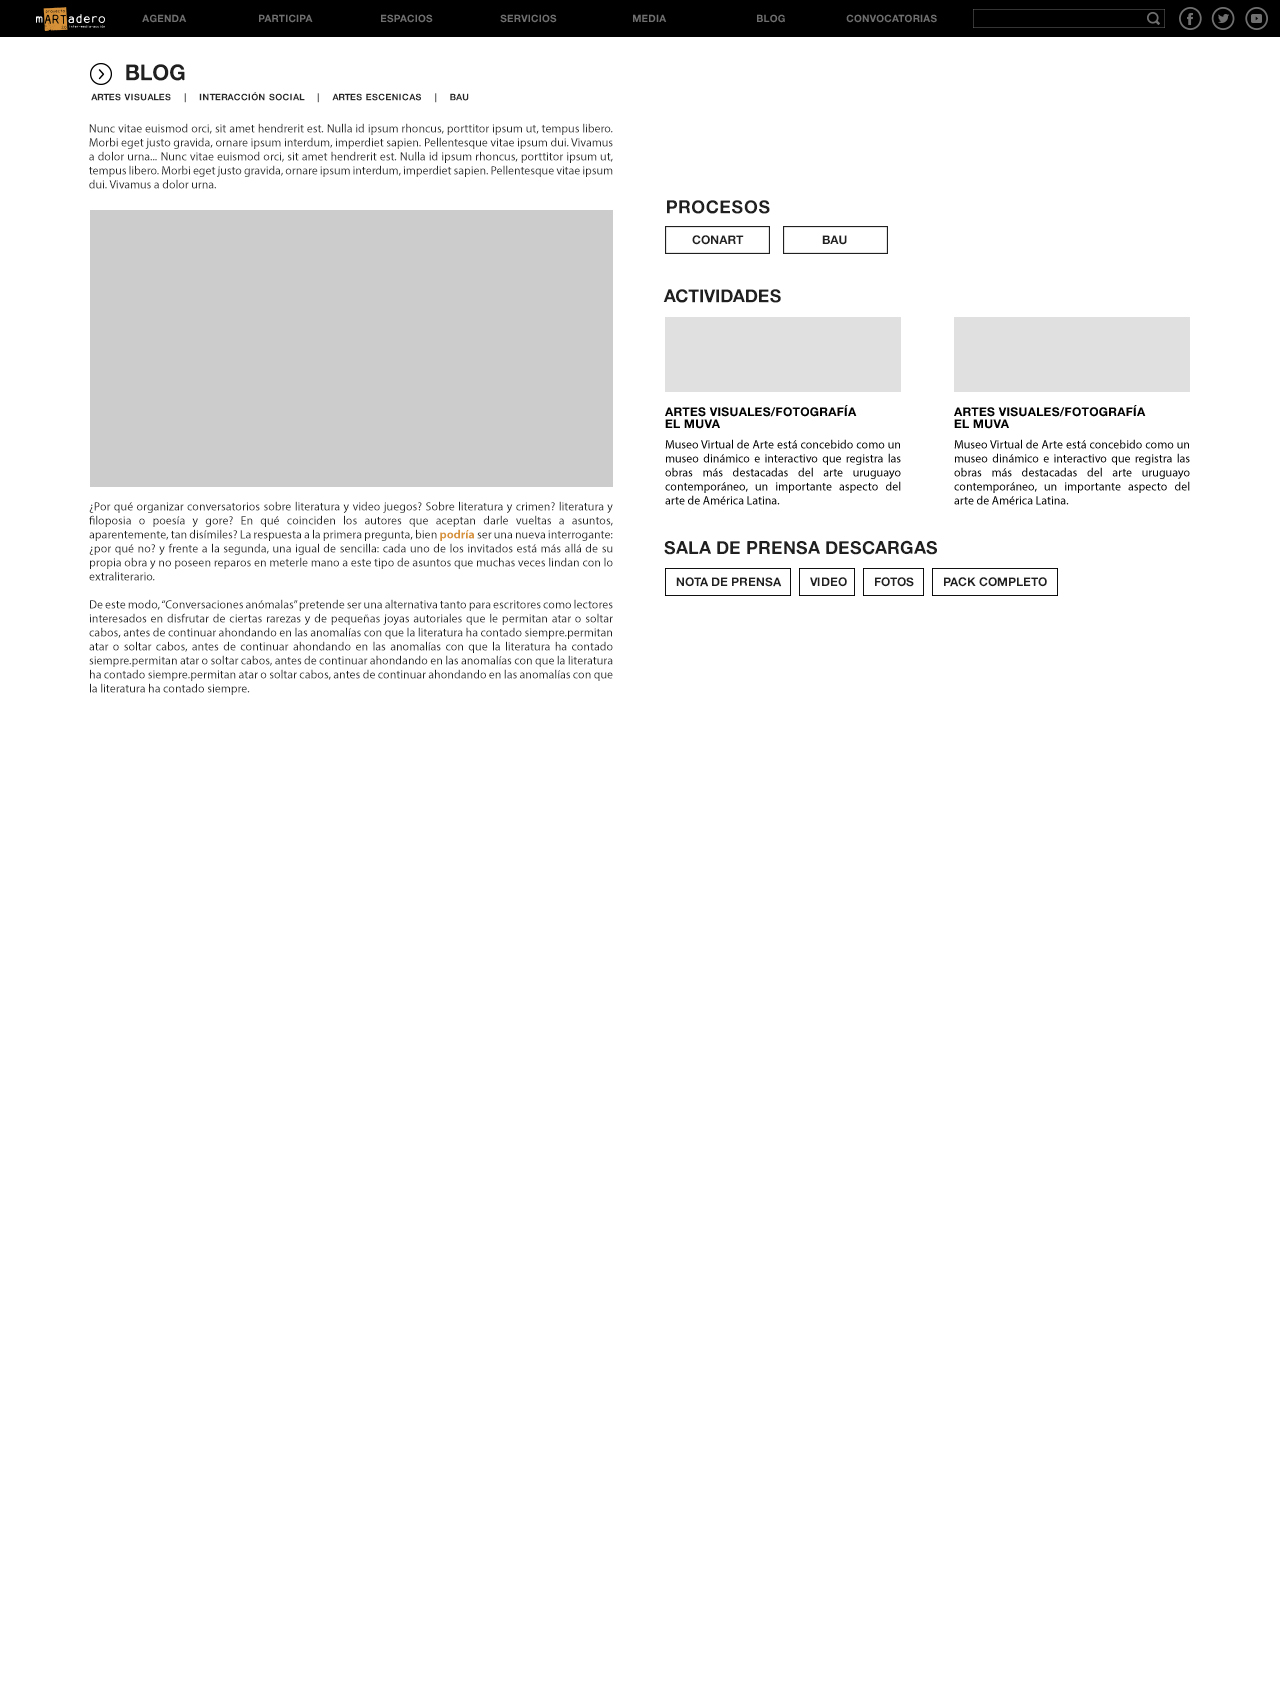 proyecto
mARTadero
AGENDA
PARTICIPA
ESPACIOS
SERVICIOS
MEDIA
BLOG
CONVOCATORIAS
BLOG
ARTES VISUALES | INTERACCIÓN SOCIAL | ARTES ESCENICAS | BAU
Nunc vitae euismod orci, sit amet hendrerit est. Nulla id ipsum rhoncus, porttitor ipsum ut, tempus libero.
Morbi eget justo gravida, ornare ipsum interdum, imperdiet sapien. Pellentesque vitae ipsum dui. Vivamus
a dolor urna... Nunc vitae euismod orci, sit amet hendrerit est. Nulla id ipsum rhoncus, porttitor ipsum ut,
tempus libero. Morbi eget justo gravida, ornare ipsum interdum, imperdiet sapien. Pellentesque vitae ipsum
dui. Vivamus a dolor urna.
¿Por qué organizar conversatorios sobre literatura y video juegos? Sobre literatura y crimen? literatura y
filoposia o poesía y gore? En qué coinciden los autores que aceptan darle vueltas a asuntos,
aparentemente, tan disímiles? La respuesta a la primera pregunta, bien podría ser una nueva interrogante:
¿por qué no? y frente a la segunda, una igual de sencilla: cada uno de los invitados está más allá de su
propia obra y no poseen reparos en meterle mano a este tipo de asuntos que muchas veces lindan con lo
extraliterario.
De este modo, “Conversaciones anómalas” pretende ser una alternativa tanto para escritores como lectores
interesados en disfrutar de ciertas rarezas y de pequeñas joyas autoriales que le permitan atar o soltar
cabos, antes de continuar ahondando en las anomalías con que la literatura ha contado siempre.permitan
atar o soltar cabos, antes de continuar ahondando en las anomalías con que la literatura ha contado
siempre.permitan atar o soltar cabos, antes de continuar ahondando en las anomalías con que la literatura
ha contado siempre.permitan atar o soltar cabos, antes de continuar ahondando en las anomalías con que
la literatura ha contado siempre.
PROCESOS
CONART
BAU
ACTIVIDADES
ARTES VISUALES/FOTOGRAFÍA
EL MUVA
Museo Virtual de Arte está concebido como un
museo dinámico e interactivo que registra las
obras más destacadas del arte uruguayo
contemporáneo, un importante aspecto del
arte de América Latina.
ARTES VISUALES/FOTOGRAFÍA
EL MUVA
Museo Virtual de Arte está concebido como un
museo dinámico e interactivo que registra las
obras más destacadas del arte uruguayo
contemporáneo, un importante aspecto del
arte de América Latina.
SALA DE PRENSA DESCARGAS
NOTA DE PRENSA
VIDEO
FOTOS
PACK COMPLETO